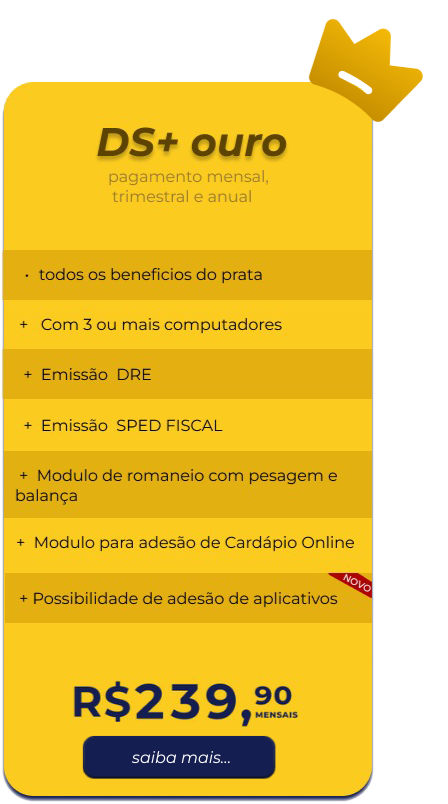 DS+ ouro
pagamento mensal,
trimestral e anual
· todos os beneficios do prata
+ Com 3 ou mais computadores
+ Emissão DRE
+ Emissão SPED FISCAL
+ Modulo de romaneio com pesagem e
balança
+ Modulo para adesão de Cardápio Online
NOVO
+ Possibilidade de adesão de aplicativos
R$239,90
MENSAIS
saiba mais...